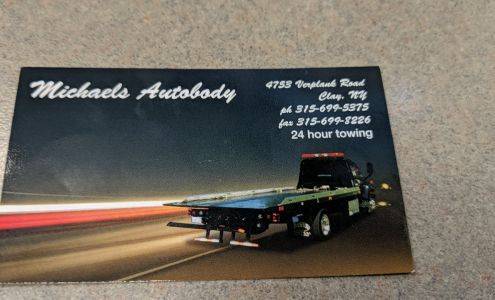 Michaels Autobody
4753 Verplank Road
Clay, NY
ph 315-699-5375
fax 315-699-8226
24 hour towing